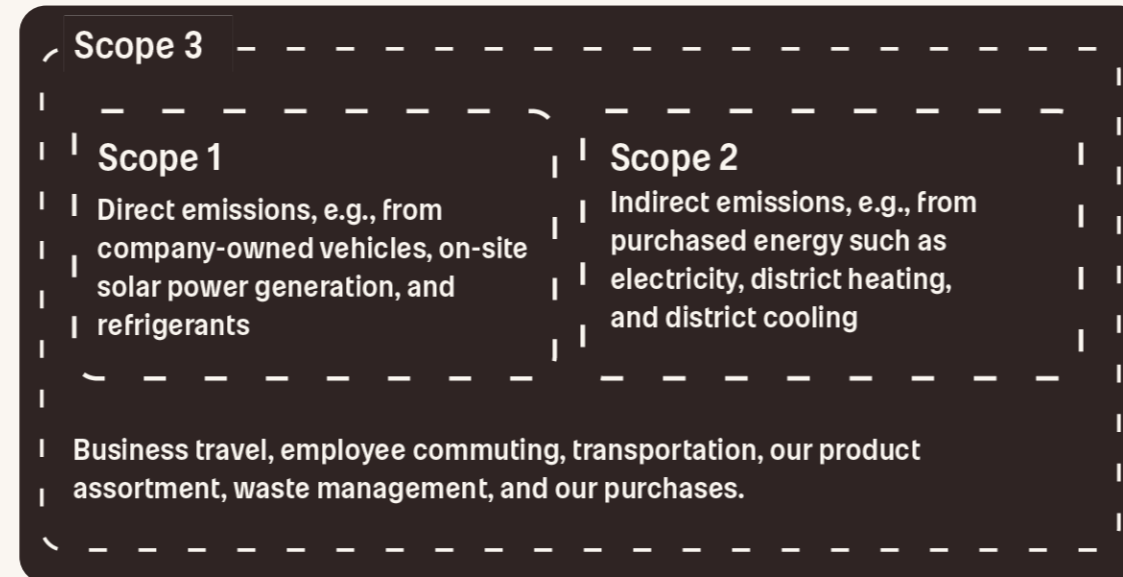 Scope 3
Scope 1
Direct emissions, e.g., from
company-owned vehicles, on-site
solar power generation, and
refrigerants
Scope 2
Indirect emissions, e.g., from
purchased energy such as
electricity, district heating,
and district cooling
Business travel, employee commuting, transportation, our product
assortment, waste management, and our purchases.